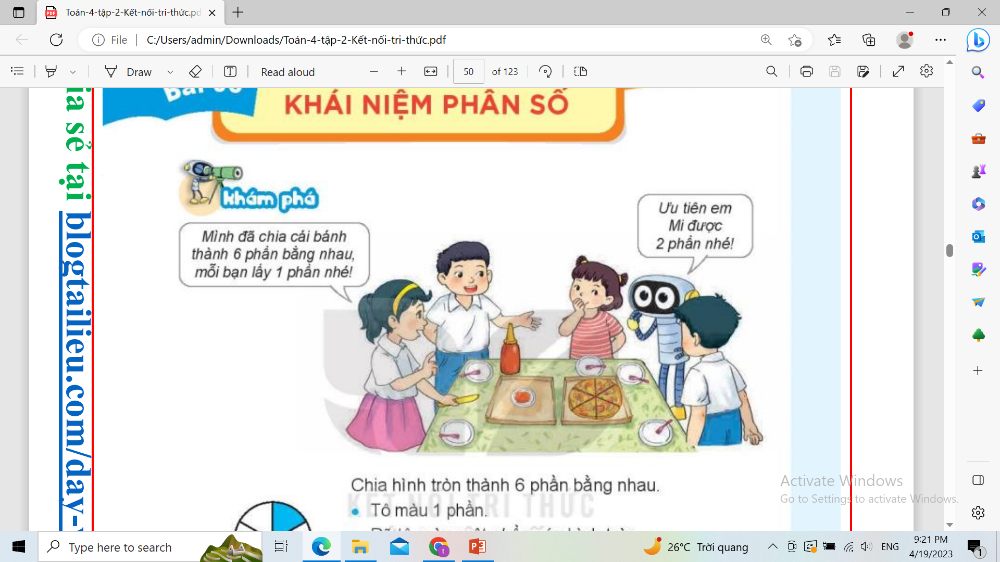 Toán-4-tập-2-Kết-nối-tri-thức.pd
File
C:/Users/admin/Downloads/Toán-4-tập-2-Kết-nối-tri-thức.pdf
Draw
Read aloud
50 of 123
KHÁI NIỆM PHÂN SỐ
khám phá
Ưu tiên em
Mi được
2 phần nhé!
Mình đã chia cái bánh
thành 6 phần bằng nhau,
mỗi bạn lấy 1 phần nhé!
sẻ tại blogtailieu.com/day-
Chia hình tròn thành 6 phần bằng nhau.
KẾT NỐI TRI THỨC
• Tô màu 1 phần.
Activate Windows
Go to Settings to activate Windows.
Type here to search
26°C Trời quang
ENG
9:21 PM
4/19/2023
1